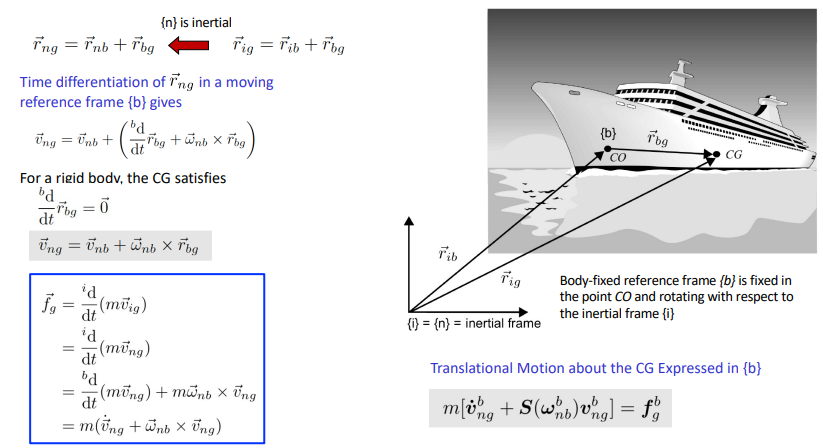 {n} is inertial
$\vec{r}_{ng} = \vec{r}_{nb} + \vec{r}_{bg}$
$\vec{r}_{ig} = \vec{r}_{ib} + \vec{r}_{bg}$
Time differentiation of $\vec{r}_{ng}$ in a moving
reference frame {b} gives
$\vec{v}_{ng} = \vec{v}_{nb} + \left( \frac{{}^{b}\mathrm{d}}{\mathrm{d}t} \vec{r}_{bg} + \vec{\omega}_{nb} \times \vec{r}_{bg} \right)$
For a rigid body, the CG satisfies
$\frac{{}^{b}\mathrm{d}}{\mathrm{d}t} \vec{r}_{bg} = \vec{0}$
$\vec{v}_{ng} = \vec{v}_{nb} + \vec{\omega}_{nb} \times \vec{r}_{bg}$
$\vec{f}_{g} = \frac{{}^{i}\mathrm{d}}{\mathrm{d}t} (m\vec{v}_{ig})$
$= \frac{{}^{i}\mathrm{d}}{\mathrm{d}t} (m\vec{v}_{ng})$
$= \frac{{}^{b}\mathrm{d}}{\mathrm{d}t} (m\vec{v}_{ng}) + m\vec{\omega}_{nb} \times \vec{v}_{ng}$
$= m(\dot{\vec{v}}_{ng} + \vec{\omega}_{nb} \times \vec{v}_{ng})$
{b}
$\vec{r}_{bg}$
CO
CG
$\vec{r}_{ib}$
$\vec{r}_{ig}$
{i} = {n} = inertial frame
Body-fixed reference frame {b} is fixed in
the point CO and rotating with respect to
the inertial frame {i}
Translational Motion about the CG Expressed in {b}
$m[\dot{\boldsymbol{v}}_{ng}^{b} + \boldsymbol{S}(\boldsymbol{\omega}_{nb}^{b})\boldsymbol{v}_{ng}^{b}] = \boldsymbol{f}_{g}^{b}$